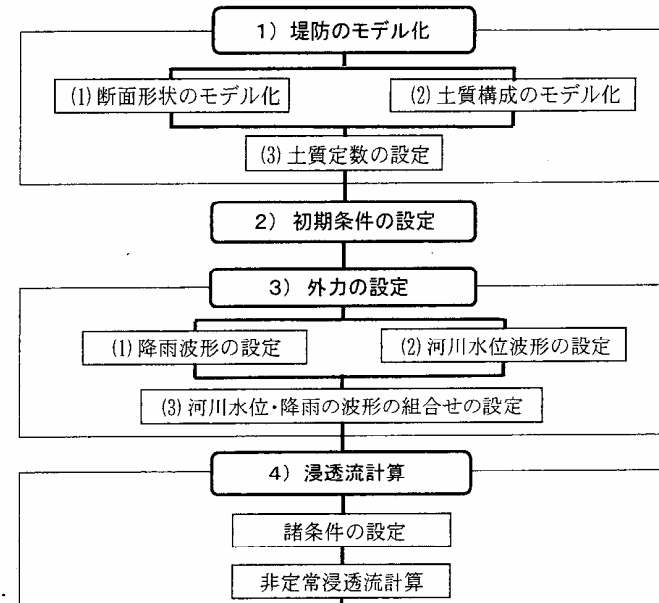 1) 堤防のモデル化
(1) 断面形状のモデル化
(2) 土質構成のモデル化
(3) 土質定数の設定
2) 初期条件の設定
3) 外力の設定
(1) 降雨波形の設定
(2) 河川水位波形の設定
(3) 河川水位・降雨の波形の組合せの設定
4) 浸透流計算
諸条件の設定
非定常浸透流計算